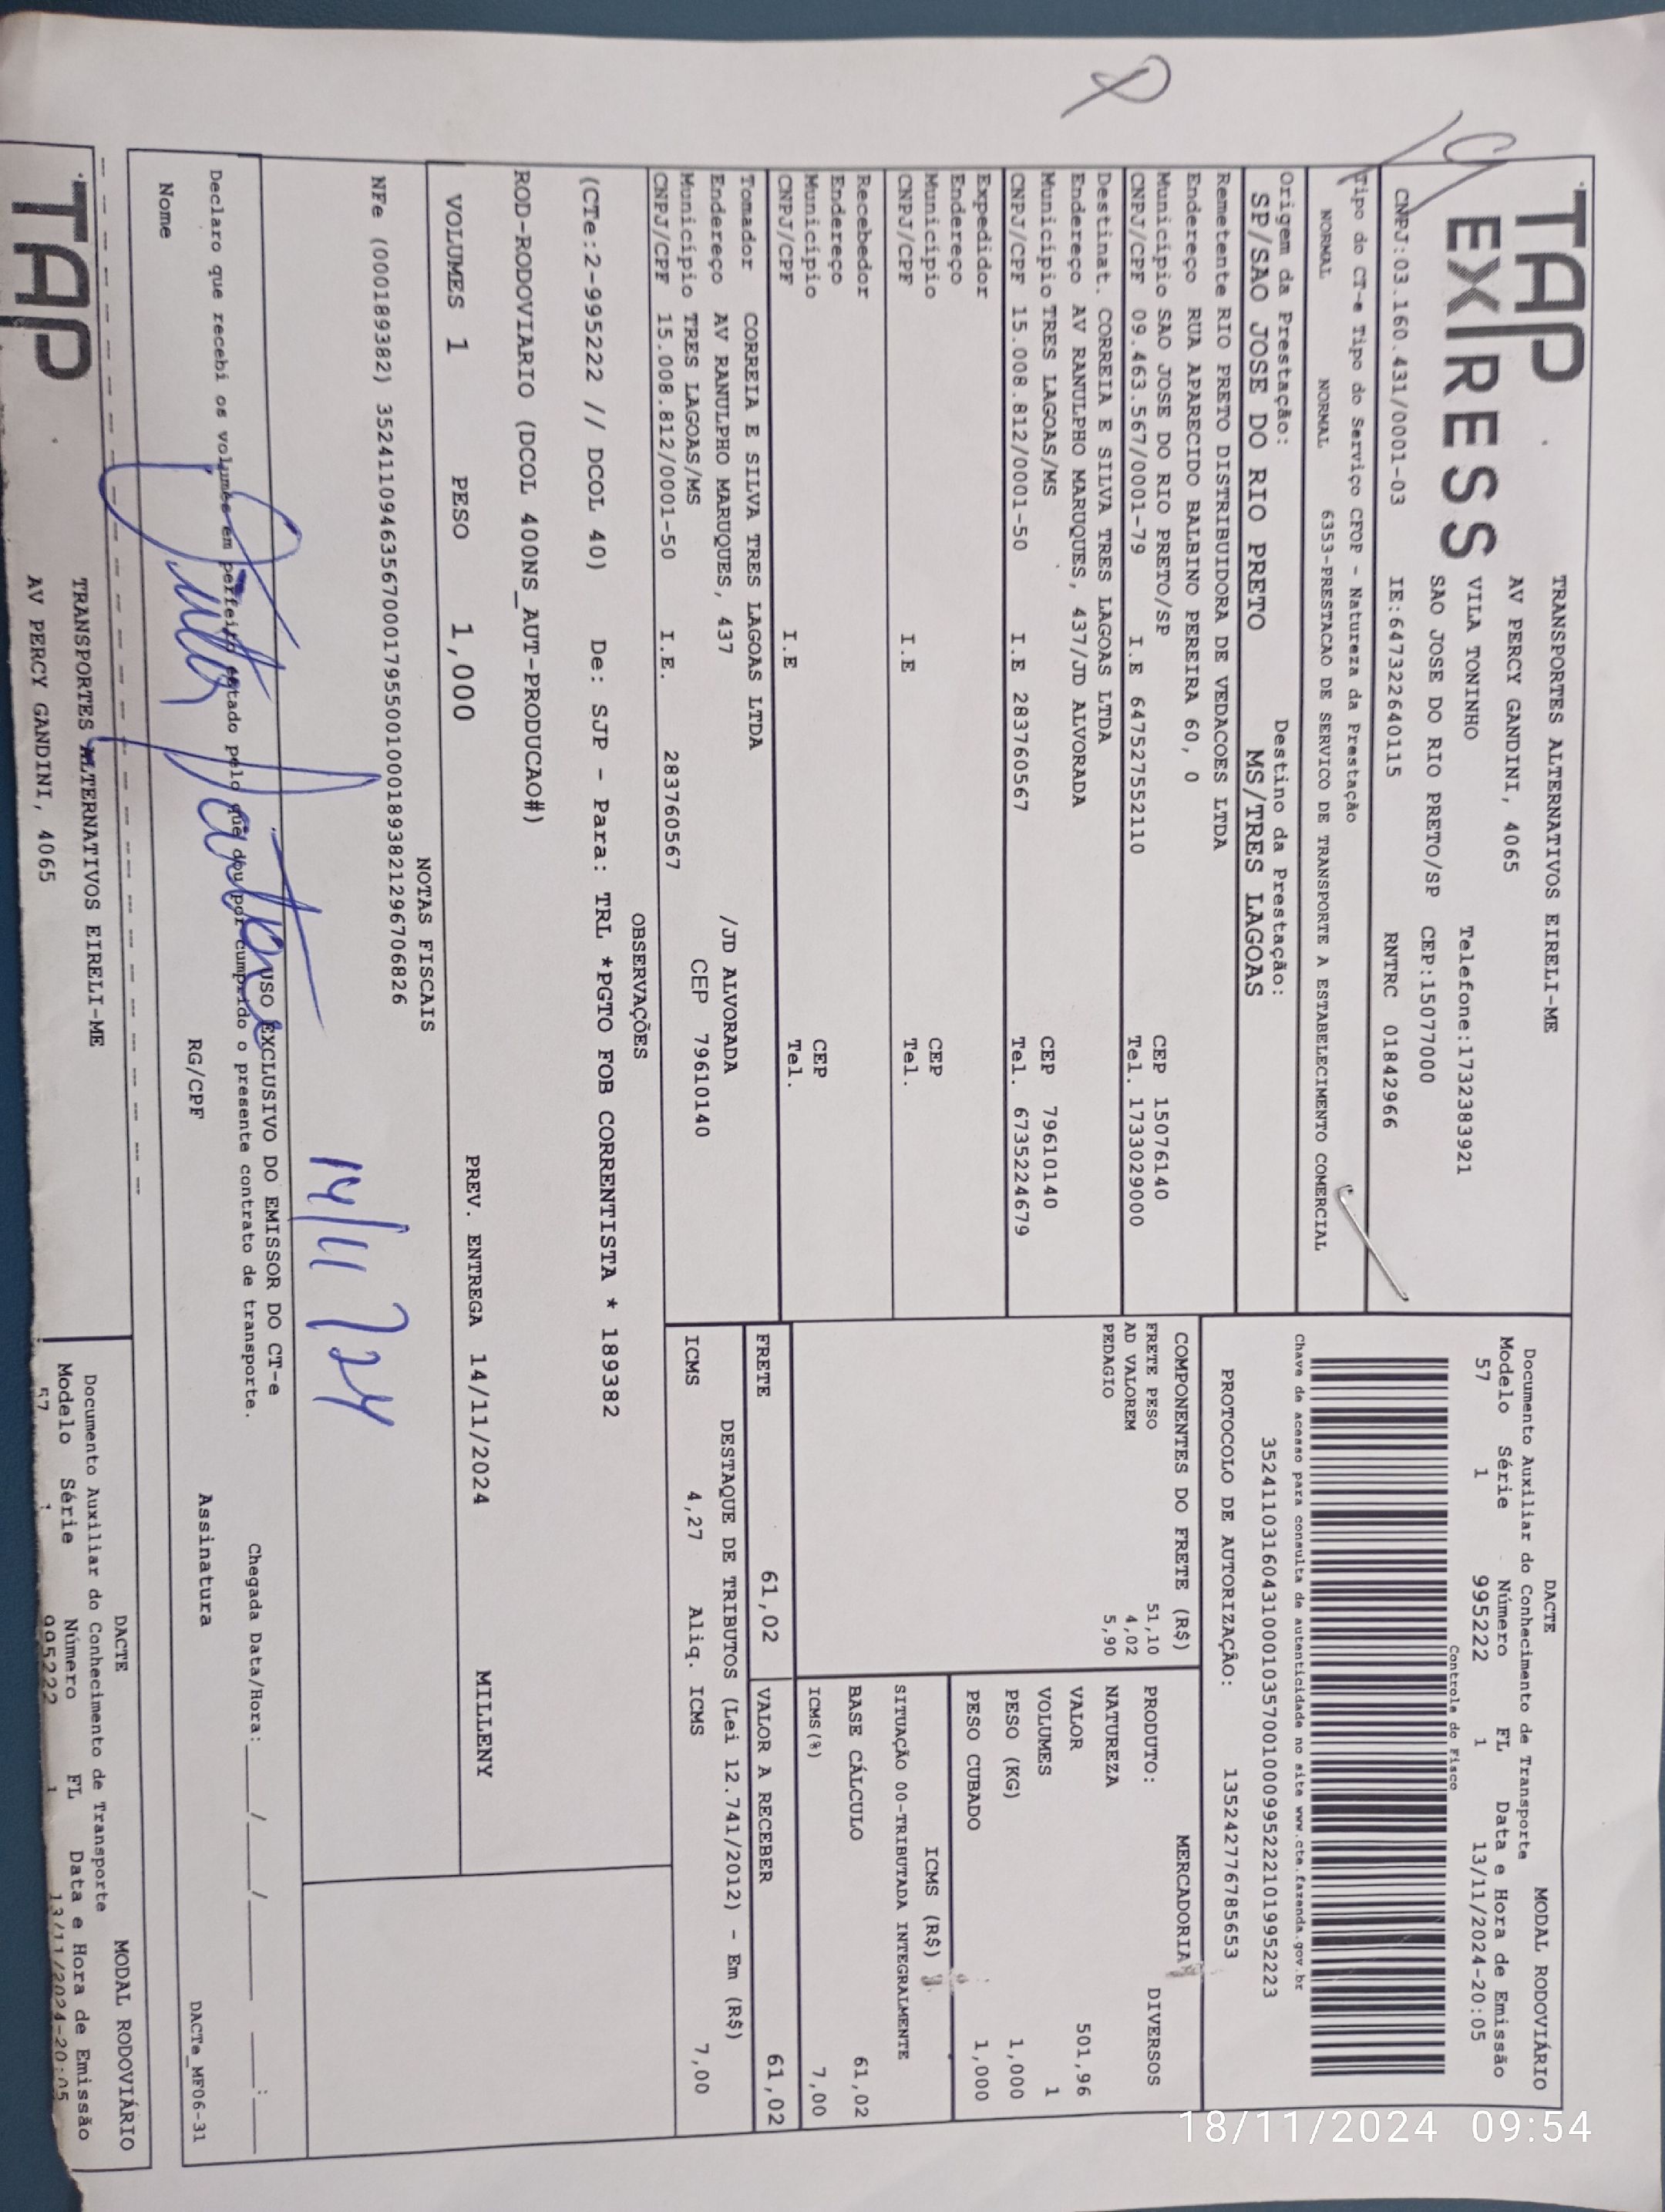 TAP
EXPRESS
TRANSPORTES ALTERNATIVOS EIRELI-ME
AV PERCY GANDINI, 4065
VILA TONINHO Telefone:1732383921
SAO JOSE DO RIO PRETO/SP CEP:15077000
CNPJ:03.160.431/0001-03 IE:647322640115 RNTRC 01842966
DACTE MODAL RODOVIÁRIO
Documento Auxiliar do Conhecimento de Transporte
Modelo Série Número FL Data e Hora de Emissão
57 1 995222 1 13/11/2024-20:05
Controle do Fisco
Tipo do CT-e Tipo do Serviço CFOP - Natureza da Prestação
NORMAL NORMAL 6353-PRESTACAO DE SERVICO DE TRANSPORTE A ESTABELECIMENTO COMERCIAL
Chave de acesso para consulta de autenticidade no site www.cte.fazenda.gov.br
35241103160431000103570010009952221019952223
Origem da Prestação: Destino da Prestação:
SP/SAO JOSE DO RIO PRETO MS/TRES LAGOAS
PROTOCOLO DE AUTORIZAÇÃO: 135242776785653
Remetente RIO PRETO DISTRIBUIDORA DE VEDACOES LTDA
Endereço RUA APARECIDO BALBINO PEREIRA 60, 0
Municipio SAO JOSE DO RIO PRETO/SP CEP 15076140
CNPJ/CPF 09.463.567/0001-79 I.E 647527552110 Tel. 1733029000
Destinat. CORREIA E SILVA TRES LAGOAS LTDA
Endereço AV RANULPHO MARUQUES, 437/JD ALVORADA
Municipio TRES LAGOAS/MS CEP 79610140
CNPJ/CPF 15.008.812/0001-50 I.E 283760567 Tel. 6735224679
Expedidor
Endereço
Municipio CEP
CNPJ/CPF I.E Tel.
Recebedor
Endereço
Municipio CEP
CNPJ/CPF I.E Tel.
Tomador CORREIA E SILVA TRES LAGOAS LTDA
Endereço AV RANULPHO MARUQUES, 437 /JD ALVORADA
Municipio TRES LAGOAS/MS CEP 79610140
CNPJ/CPF 15.008.812/0001-50 I.E. 283760567
COMPONENTES DO FRETE (R$)
FRETE PESO 51,10
AD VALOREM 4,02
PEDAGIO 5,90
MERCADORIA
PRODUTO: DIVERSOS
NATUREZA
VALOR 501,96
VOLUMES 1
PESO (KG) 1,000
PESO CUBADO 1,000
ICMS (R$)
SITUAÇÃO 00-TRIBUTADA INTEGRALMENTE
BASE CÁLCULO 61,02
ICMS(%) 7,00
FRETE 61,02 VALOR A RECEBER 61,02
DESTAQUE DE TRIBUTOS (Lei 12.741/2012) - Em (R$)
ICMS 4,27 Aliq. ICMS 7,00
OBSERVAÇÕES
(CTe:2-995222 // DCOL 40) De: SJP - Para: TRL *PGTO FOB CORRENTISTA * 189382
ROD-RODOVIARIO (DCOL 400NS_AUT-PRODUCAO#)
VOLUMES 1 PESO 1,000 PREV. ENTREGA 14/11/2024 MILLENY
NOTAS FISCAIS
NFe (000189382) 35241109463567000179550010001893821296706826
14/11/24
USO EXCLUSIVO DO EMISSOR DO CT-e
Declaro que recebi os volumes em perfeito estado pelo que dou por cumprido o presente contrato de transporte.
Chegada Data/Hora:____/____/______ ___:___
Nome RG/CPF Assinatura DACTe_MF06-31
TAP
TRANSPORTES ALTERNATIVOS EIRELI-ME
AV PERCY GANDINI, 4065
DACTE MODAL RODOVIÁRIO
Documento Auxiliar do Conhecimento de Transporte
Modelo Série Número FL Data e Hora de Emissão
57 1 995222 1 13/11/2024-20:05
18/11/2024 09:54